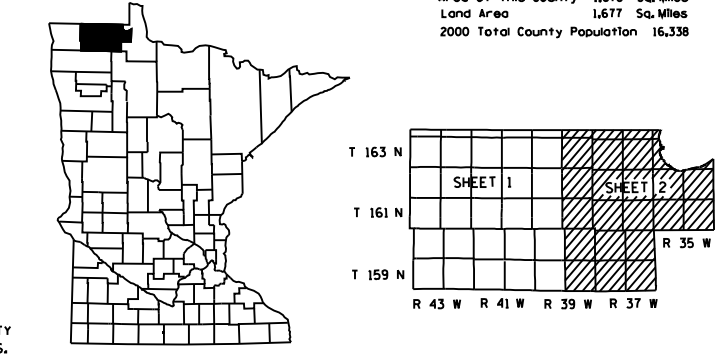 Land Area 1,677 Sq. Miles
2000 Total County Population 16,338
T 163 N
SHEET 1 SHEET 2
T 161 N
R 35 W
T 159 N
R 43 W R 41 W R 39 W R 37 W